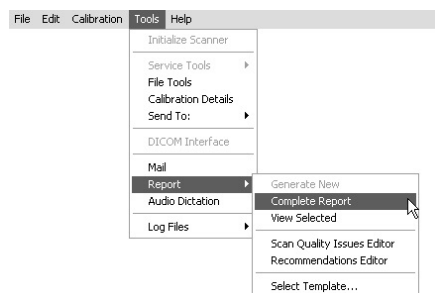 File Edit Calibration Tools Help
Initialize Scanner
Service Tools
File Tools
Calibration Details
Send To:
DICOM Interface
Mail
Report
Audio Dictation
Log Files
Generate New
Complete Report
View Selected
Scan Quality Issues Editor
Recommendations Editor
Select Template...